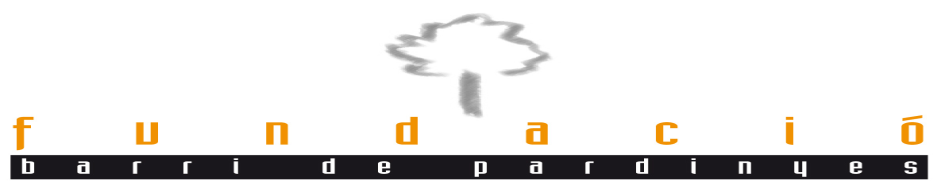 fundació
barri de pardinyes